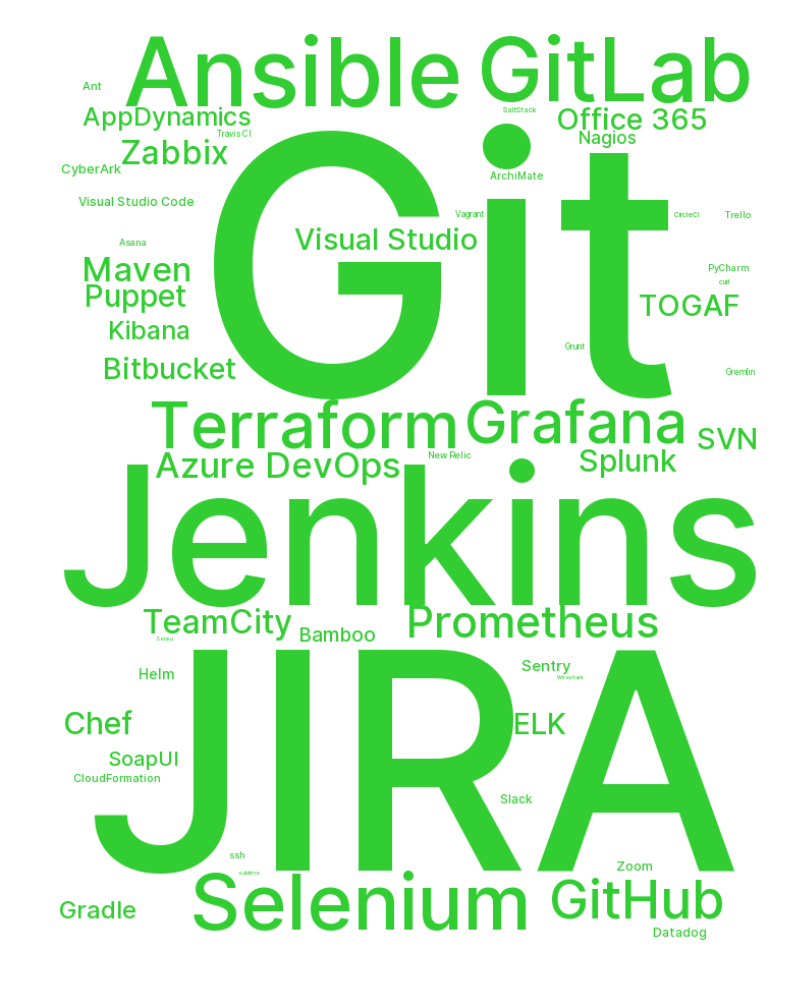 Ansible
GitLab
Ant
AppDynamics
SaltStack
Office 365
Travis CI
Nagios
Zabbix
CyberArk
ArchiMate
Git
Visual Studio Code
Vagrant
CircleCI
Trello
Visual Studio
Asana
Maven
PyCharm
curl
Puppet
TOGAF
Kibana
Grunt
Bitbucket
Gremlin
Terraform
Grafana
SVN
Azure DevOps
New Relic
Splunk
Jenkins
TeamCity
Prometheus
Bamboo
Sensu
JIRA
Helm
Sentry
Wireshark
Chef
ELK
SoapUI
CloudFormation
Slack
ssh
Zoom
sublime
Selenium
GitHub
Gradle
Datadog